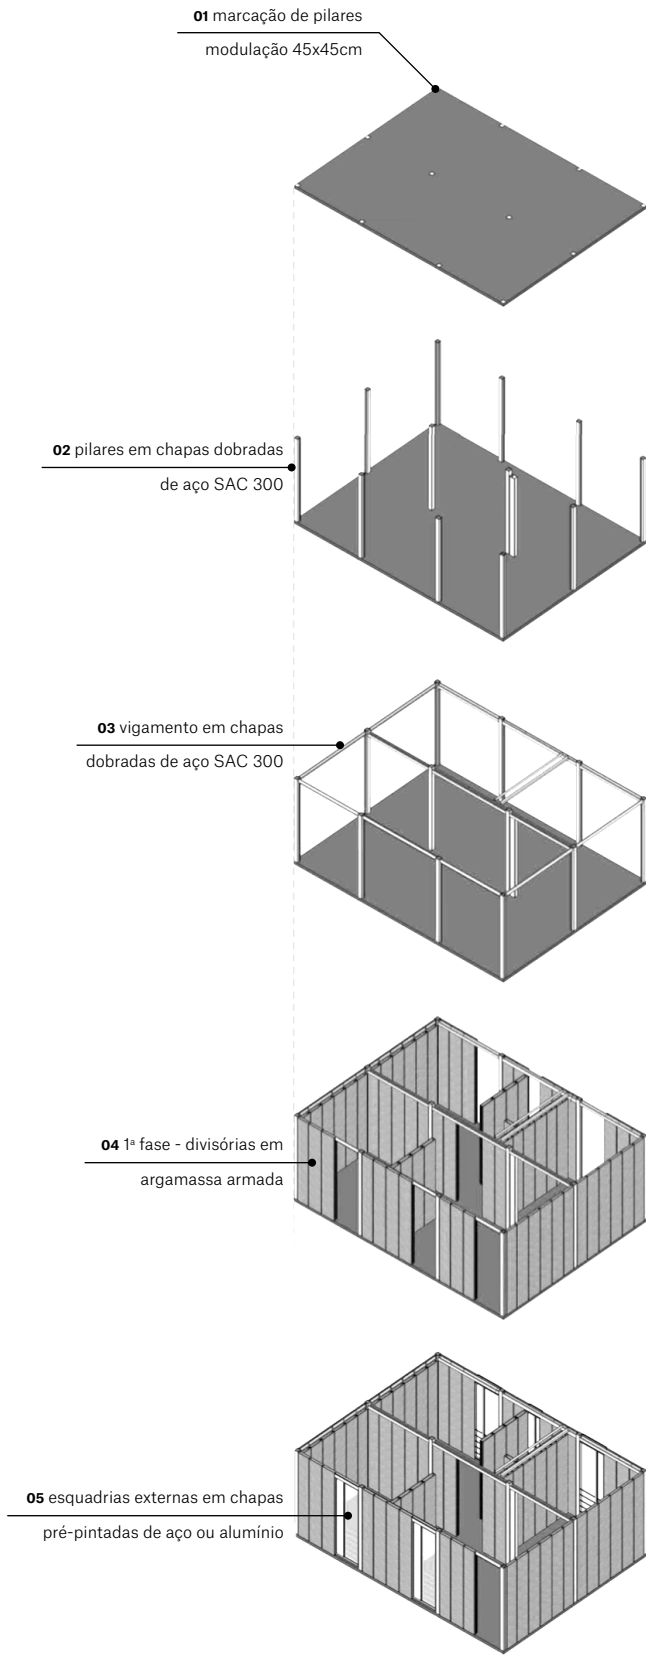 01 marcação de pilares
modulação 45x45cm
02 pilares em chapas dobradas
de aço SAC 300
03 vigamento em chapas
dobradas de aço SAC 300
04 1ª fase - divisórias em
argamassa armada
05 esquadrias externas em chapas
pré-pintadas de aço ou alumínio